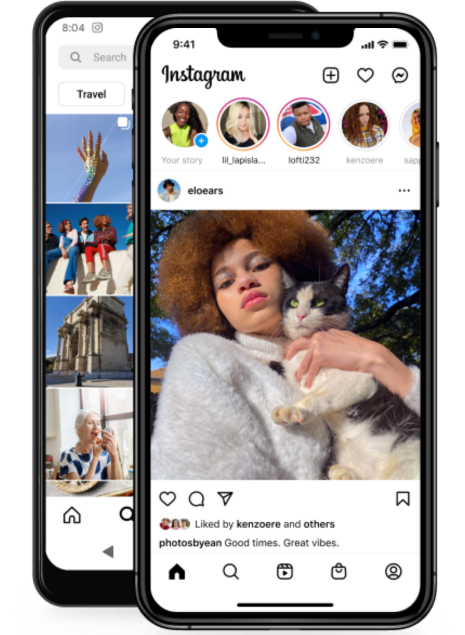 8:04
Search
Travel
9:41
Instagram
Your story
lil_lapisla...
lofti232
kenzoere
eloears
Liked by kenzoere and others
photosbyean Good times. Great vibes.